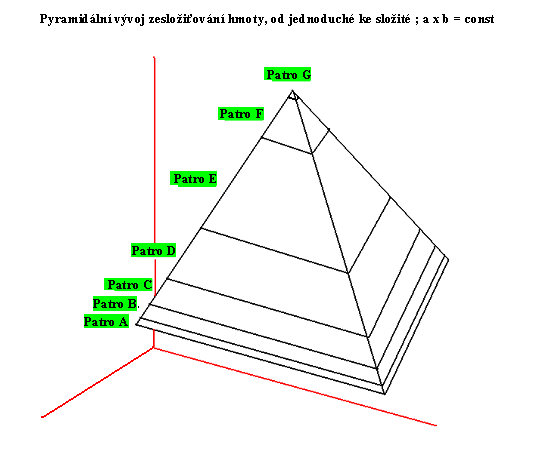 Pyramidální vývoj zesložiťování hmoty, od jednoduché ke složité ; a x b = const
Patro G
Patro F
Patro E
Patro D
Patro C
Patro B.
Patro A